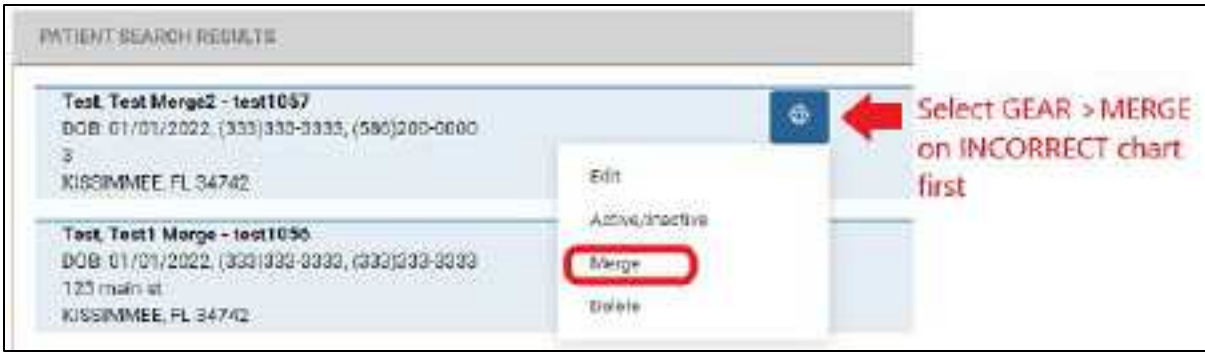 PATIENT SEARCH RESULTS
Test, Test Merge2 - test1057
DOB: 01/01/2022, (333)333-3333, (586)200-0000
3
KISSIMMEE, FL 34742
Select GEAR > MERGE
on INCORRECT chart
first
Edit
Active/Inactive
Merge
Delete
Test, Test1 Merge - test1056
DOB: 01/01/2022, (333)333-3333, (333)333-3333
123 main st
KISSIMMEE, FL 34742